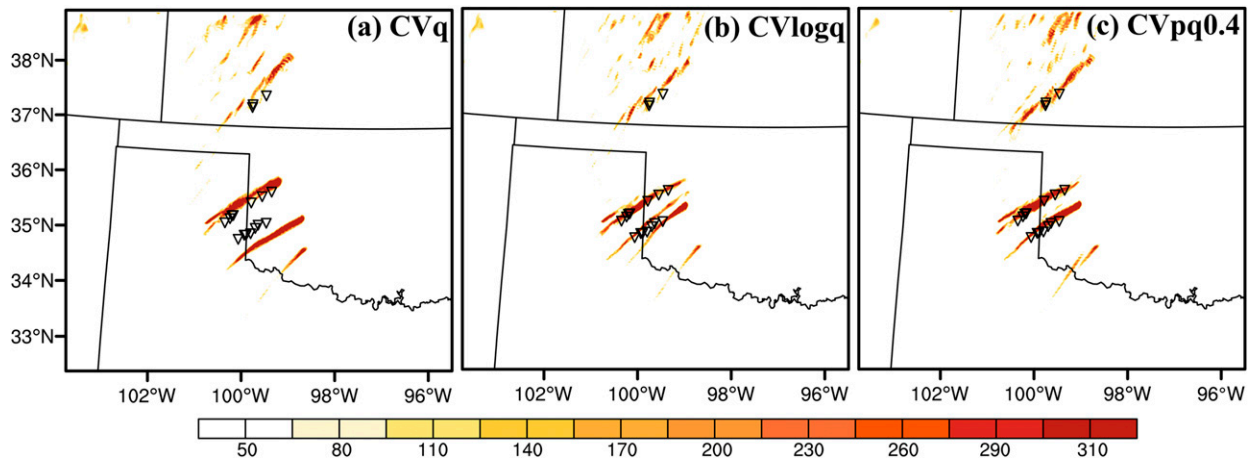 (a) CVq (b) CVlogq (c) CVpq0.4
38°N
37°N
36°N
35°N
34°N
33°N
102°W 100°W 98°W 96°W 102°W 100°W 98°W 96°W 102°W 100°W 98°W 96°W
50 80 110 140 170 200 230 260 290 310